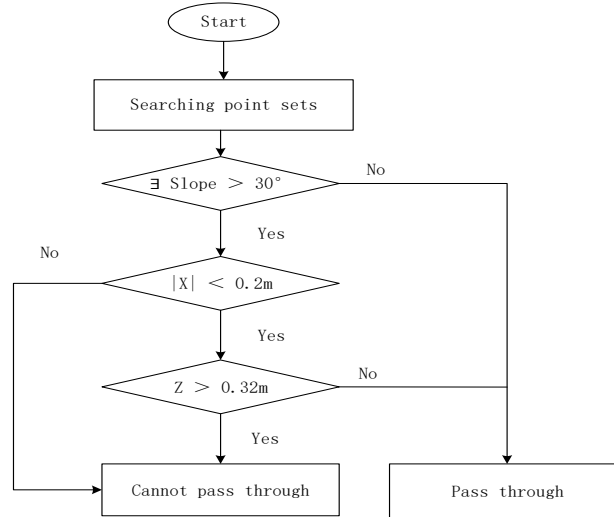 Start
Searching point sets
∃ Slope > 30°
No
Yes
No
|X| < 0.2m
Yes
Z > 0.32m
No
Yes
Cannot pass through
Pass through